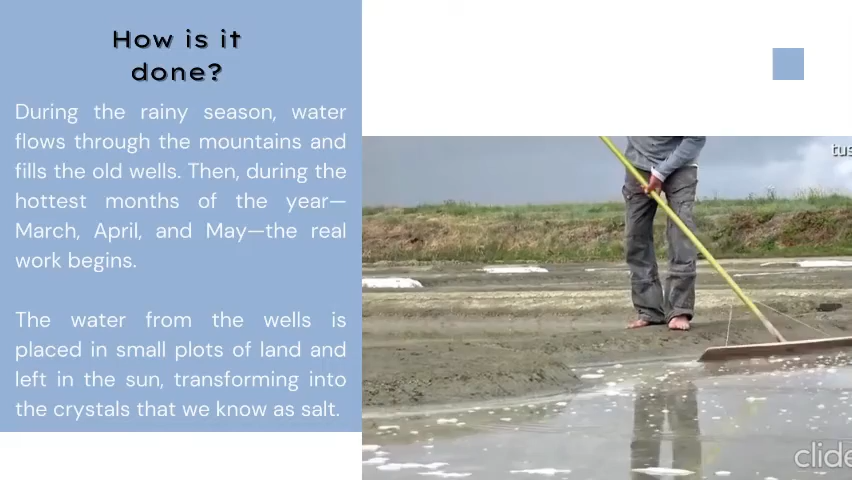 How is it
done?
During the rainy season, water
flows through the mountains and
fills the old wells. Then, during the
hottest months of the year—
March, April, and May—the real
work begins.
The water from the wells is
placed in small plots of land and
left in the sun, transforming into
the crystals that we know as salt.
tus
clide